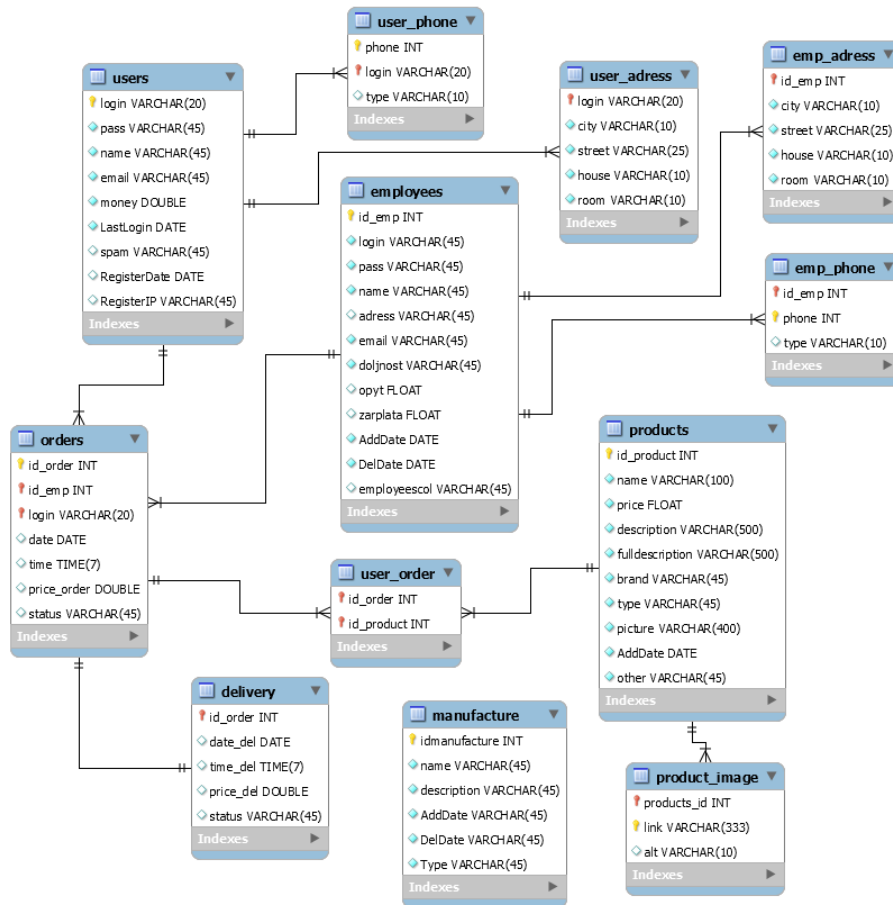 user_phone
phone INT
login VARCHAR(20)
type VARCHAR(10)
Indexes
users
login VARCHAR(20)
pass VARCHAR(45)
name VARCHAR(45)
email VARCHAR(45)
money DOUBLE
LastLogin DATE
spam VARCHAR(45)
RegisterDate DATE
RegisterIP VARCHAR(45)
Indexes
user_adress
login VARCHAR(20)
city VARCHAR(10)
street VARCHAR(25)
house VARCHAR(10)
room VARCHAR(10)
Indexes
emp_adress
id_emp INT
city VARCHAR(10)
street VARCHAR(25)
house VARCHAR(10)
room VARCHAR(10)
Indexes
employees
id_emp INT
login VARCHAR(45)
pass VARCHAR(45)
name VARCHAR(45)
adress VARCHAR(45)
email VARCHAR(45)
doljnost VARCHAR(45)
opyt FLOAT
zarplata FLOAT
AddDate DATE
DelDate DATE
employeescol VARCHAR(45)
Indexes
emp_phone
id_emp INT
phone INT
type VARCHAR(10)
Indexes
orders
id_order INT
id_emp INT
login VARCHAR(20)
date DATE
time TIME(7)
price_order DOUBLE
status VARCHAR(45)
Indexes
products
id_product INT
name VARCHAR(100)
price FLOAT
description VARCHAR(500)
fulldescription VARCHAR(500)
brand VARCHAR(45)
type VARCHAR(45)
picture VARCHAR(400)
AddDate DATE
other VARCHAR(45)
Indexes
user_order
id_order INT
id_product INT
Indexes
delivery
id_order INT
date_del DATE
time_del TIME(7)
price_del DOUBLE
status VARCHAR(45)
Indexes
manufacture
idmanufacture INT
name VARCHAR(45)
description VARCHAR(45)
AddDate VARCHAR(45)
DelDate VARCHAR(45)
Type VARCHAR(45)
Indexes
product_image
products_id INT
link VARCHAR(333)
alt VARCHAR(10)
Indexes